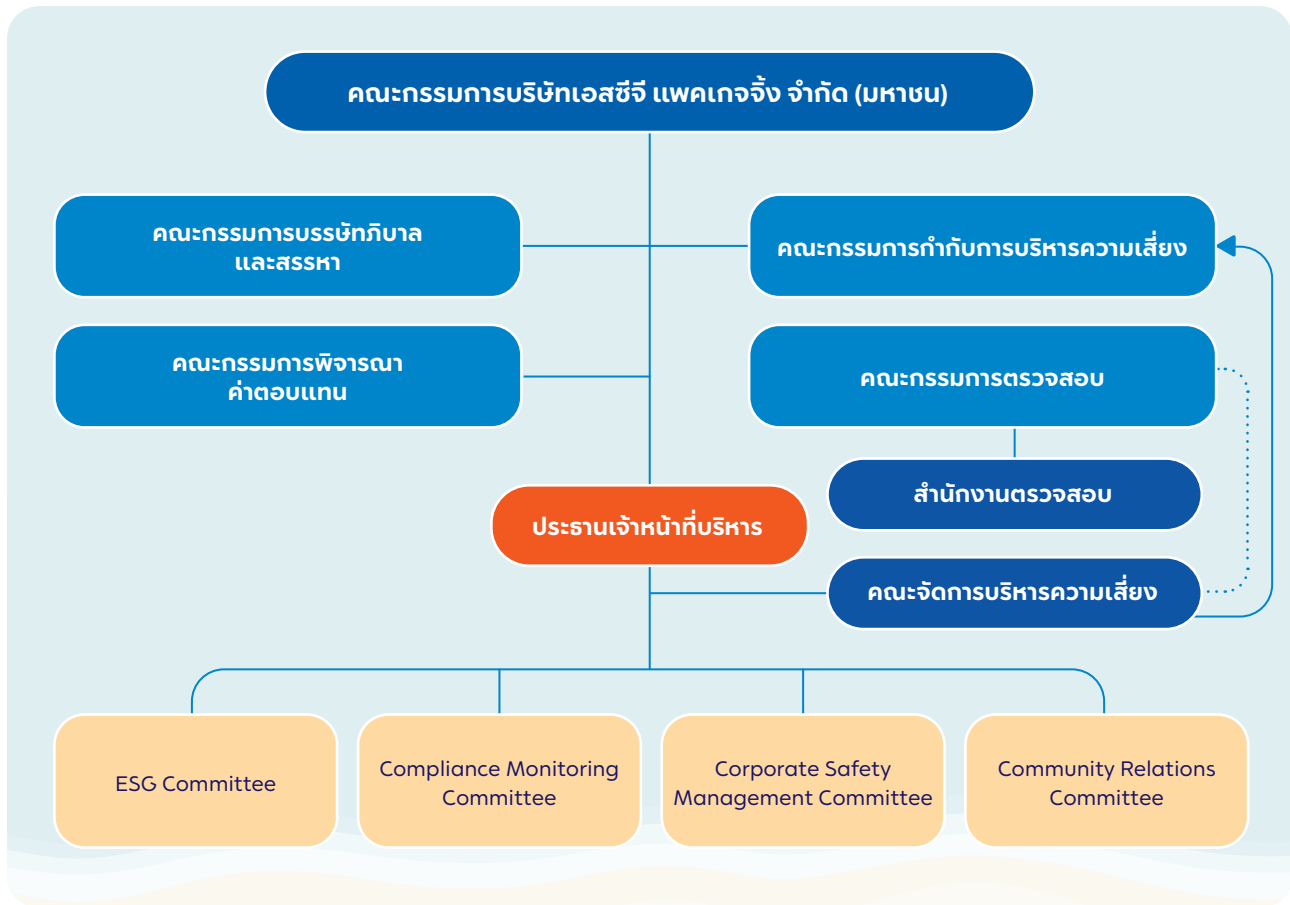 คณะกรรมการบริษัทเอสซีจี แพคเกจจิ้ง จำกัด (มหาชน)
คณะกรรมการบรรษัทภิบาล
และสรรหา
คณะกรรมการกำกับการบริหารความเสี่ยง
คณะกรรมการพิจารณา
ค่าตอบแทน
คณะกรรมการตรวจสอบ
สำนักงานตรวจสอบ
ประธานเจ้าหน้าที่บริหาร
คณะจัดการบริหารความเสี่ยง
ESG Committee
Compliance Monitoring
Committee
Corporate Safety
Management Committee
Community Relations
Committee